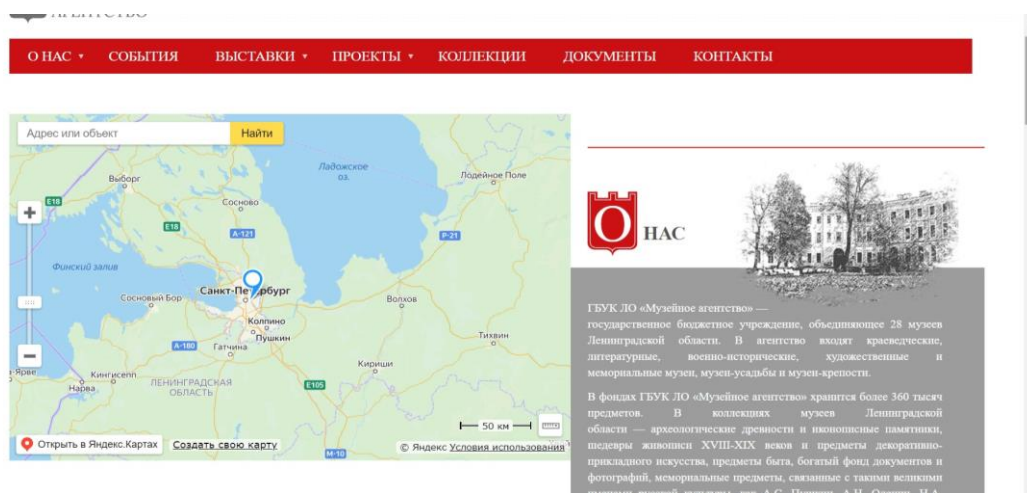 АГЕНТСТВО
О НАС СОБЫТИЯ ВЫСТАВКИ ПРОЕКТЫ КОЛЛЕКЦИИ ДОКУМЕНТЫ КОНТАКТЫ
Адрес или объект Найти
Ладожское
оз.
Лодейное Поле
Выборг
E18
Сосново
E18
А-121
Р-21
Финский залив
Санкт-Петербург
Сосновый Бор
Волхов
Колпино
Пушкин
Тихвин
А-180
Гатчина
Кириши
Кингисепп
Нарва
ЛЕНИНГРАДСКАЯ
ОБЛАСТЬ
E105
50 км
Открыть в Яндекс.Картах Создать свою карту
М-10
© Яндекс Условия использования
О НАС
ГБУК ЛО «Музейное агентство» —
государственное бюджетное учреждение, объединяющее 28 музеев
Ленинградской области. В агентство входят краеведческие,
литературные, военно-исторические, художественные и
мемориальные музеи, музеи-усадьбы и музеи-крепости.
В фондах ГБУК ЛО «Музейное агентство» хранится более 360 тысяч
предметов. В коллекциях музеев Ленинградской
области — археологические древности и иконописные памятники,
шедевры живописи XVIII-XIX веков и предметы декоративно-
прикладного искусства, предметы быта, богатый фонд документов и
фотографий, мемориальные предметы, связанные с такими великими